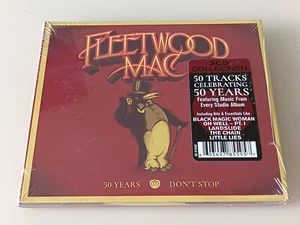 FLEETWOOD
MAC
3CD COLLECTION
50 TRACKS
CELEBRATING
50 YEARS
Featuring Music From
Every Studio Album
Including Hits & Essentials Like
BLACK MAGIC WOMAN
OH WELL – PT. 1
LANDSLIDE
THE CHAIN
LITTLE LIES
50 YEARS
DON'T STOP